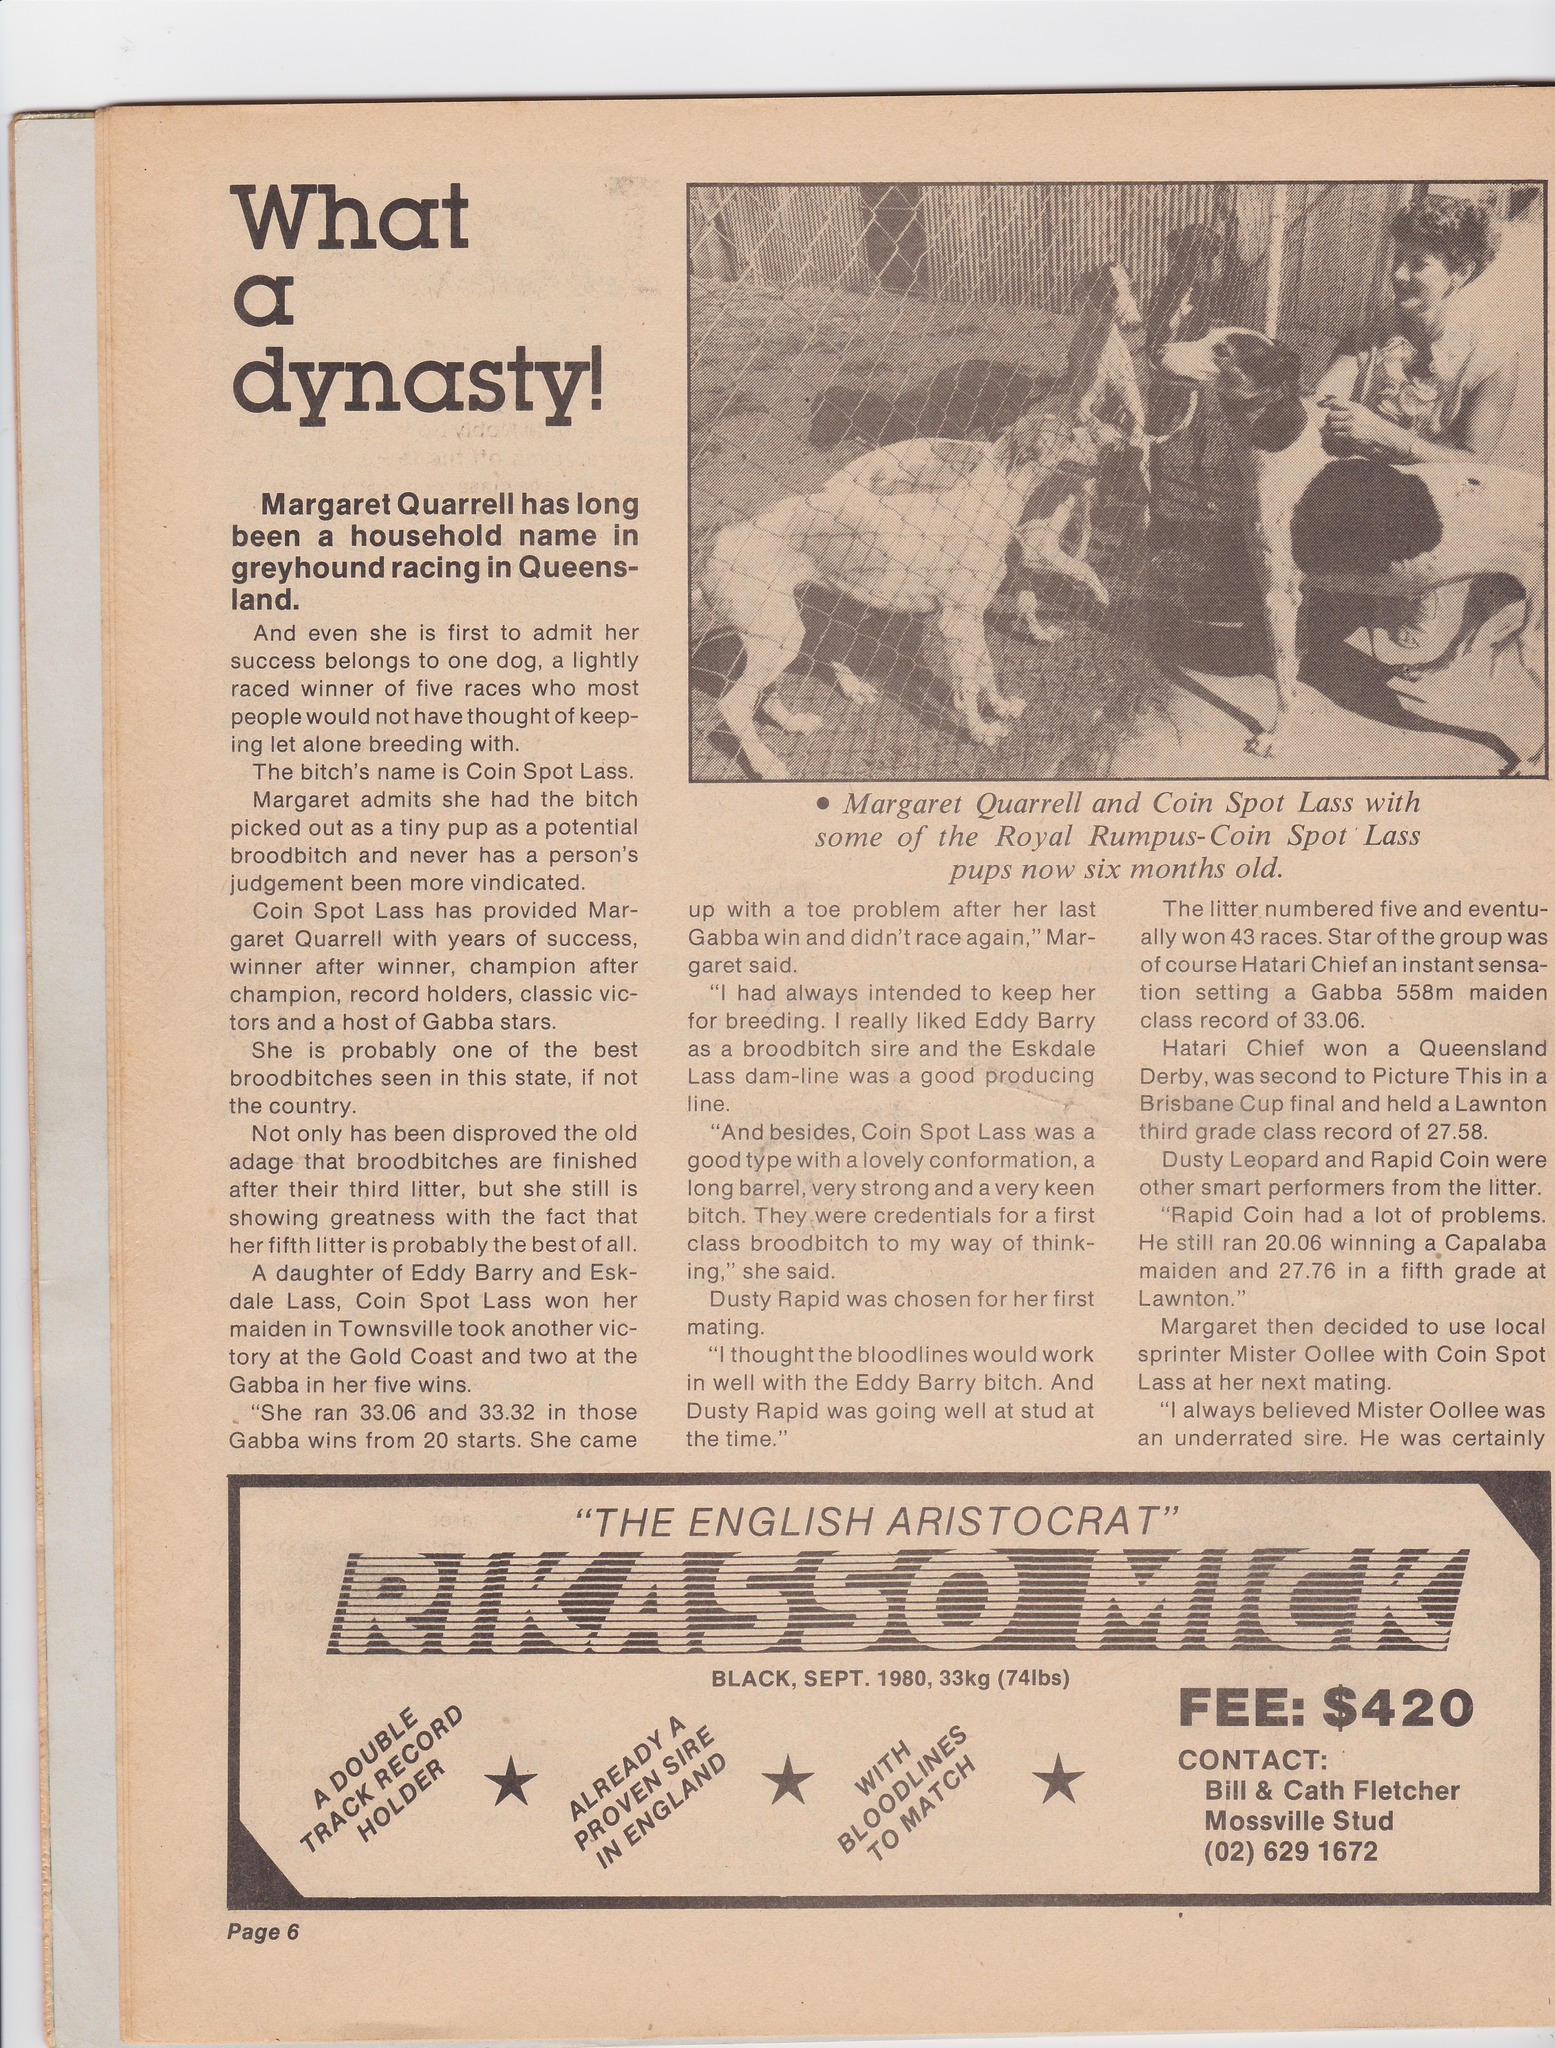 What
a
dynasty!
Margaret Quarrell has long
been a household name in
greyhound racing in Queens-
land.
And even she is first to admit her
success belongs to one dog, a lightly
raced winner of five races who most
people would not have thought of keep-
ing let alone breeding with.
The bitch's name is Coin Spot Lass.
Margaret admits she had the bitch
picked out as a tiny pup as a potential
broodbitch and never has a person's
judgement been more vindicated.
Coin Spot Lass has provided Mar-
garet Quarrell with years of success,
winner after winner, champion after
champion, record holders, classic vic-
tors and a host of Gabba stars.
She is probably one of the best
broodbitches seen in this state, if not
the country.
Not only has been disproved the old
adage that broodbitches are finished
after their third litter, but she still is
showing greatness with the fact that
her fifth litter is probably the best of all.
A daughter of Eddy Barry and Esk-
dale Lass, Coin Spot Lass won her
maiden in Townsville took another vic-
tory at the Gold Coast and two at the
Gabba in her five wins.
“She ran 33.06 and 33.32 in those
Gabba wins from 20 starts. She came
• Margaret Quarrell and Coin Spot Lass with
some of the Royal Rumpus-Coin Spot Lass
pups now six months old.
up with a toe problem after her last
Gabba win and didn't race again,” Mar-
garet said.
“I had always intended to keep her
for breeding. I really liked Eddy Barry
as a broodbitch sire and the Eskdale
Lass dam-line was a good producing
line.
“And besides, Coin Spot Lass was a
good type with a lovely conformation, a
long barrel, very strong and a very keen
bitch. They were credentials for a first
class broodbitch to my way of think-
ing,” she said.
Dusty Rapid was chosen for her first
mating.
“I thought the bloodlines would work
in well with the Eddy Barry bitch. And
Dusty Rapid was going well at stud at
the time.”
The litter numbered five and eventu-
ally won 43 races. Star of the group was
of course Hatari Chief an instant sensa-
tion setting a Gabba 558m maiden
class record of 33.06.
Hatari Chief won a Queensland
Derby, was second to Picture This in a
Brisbane Cup final and held a Lawnton
third grade class record of 27.58.
Dusty Leopard and Rapid Coin were
other smart performers from the litter.
“Rapid Coin had a lot of problems.
He still ran 20.06 winning a Capalaba
maiden and 27.76 in a fifth grade at
Lawnton.”
Margaret then decided to use local
sprinter Mister Oollee with Coin Spot
Lass at her next mating.
“I always believed Mister Oollee was
an underrated sire. He was certainly
“THE ENGLISH ARISTOCRAT”
RIKASSO MICK
BLACK, SEPT. 1980, 33kg (74lbs)
A DOUBLE
TRACK RECORD
HOLDER
ALREADY A
PROVEN SIRE
IN ENGLAND
WITH
BLOODLINES
TO MATCH
FEE: $420
CONTACT:
Bill & Cath Fletcher
Mossville Stud
(02) 629 1672
Page 6